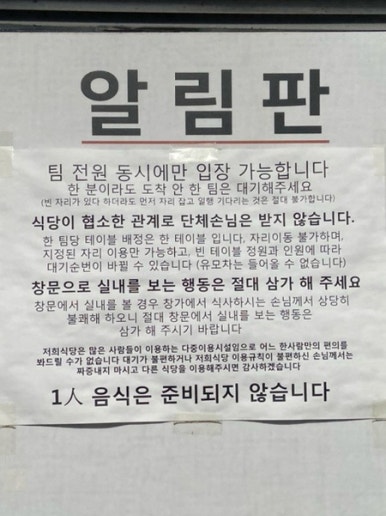 알림판
팀 전원 동시에만 입장 가능합니다
한 분이라도 도착 안 한 팀은 대기해주세요
(빈 자리가 있다 하더라도 먼저 자리 잡고 일행 기다리는 것은 절대 불가합니다)
식당이 협소한 관계로 단체손님은 받지 않습니다.
한 팀당 테이블 배정은 한 테이블 입니다, 자리이동 불가하며,
지정된 자리 이용만 가능하고, 빈 테이블 정원과 인원에 따라
대기순번이 바뀔 수 있습니다 (유모차는 들어올 수 없습니다)
창문으로 실내를 보는 행동은 절대 삼가 해 주세요
창문에서 실내를 볼 경우 창가에서 식사하시는 손님께서 상당히
불쾌해 하오니 절대 창문에서 실내를 보는 행동은
삼가 해 주시기 바랍니다
저희식당은 많은 사람들이 이용하는 다중이용시설임으로 어느 한사람만의 편의를
봐드릴 수가 없습니다 대기가 불편하거나 저희식당 이용규칙이 불편하신 손님께서는
짜증내지 마시고 다른 식당을 이용해주시면 감사하겠습니다
1人 음식은 준비되지 않습니다